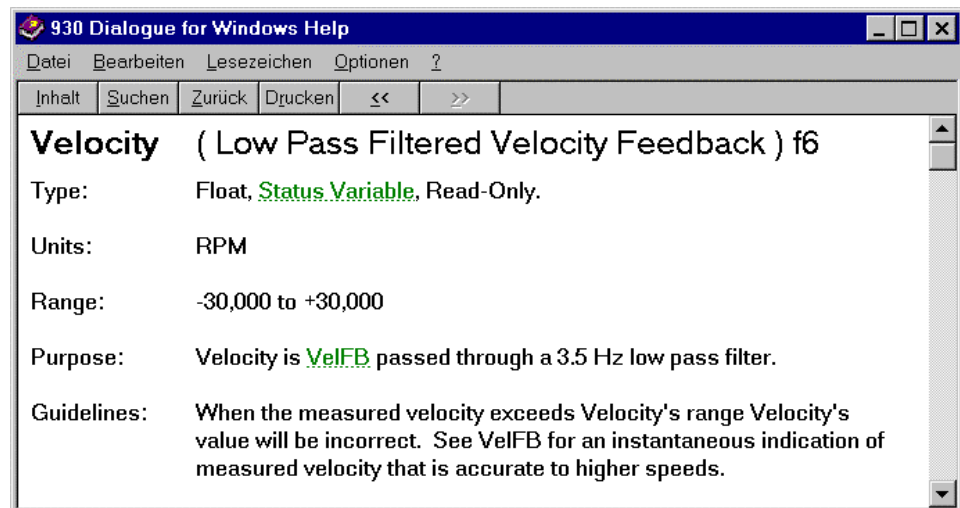 930 Dialogue for Windows Help
Datei Bearbeiten Lesezeichen Optionen ?
Inhalt Suchen Zurück Drucken << >>
Velocity ( Low Pass Filtered Velocity Feedback ) f6
Type: Float, Status Variable, Read-Only.
Units: RPM
Range: -30,000 to +30,000
Purpose: Velocity is VelFB passed through a 3.5 Hz low pass filter.
Guidelines: When the measured velocity exceeds Velocity's range Velocity's
value will be incorrect. See VelFB for an instantaneous indication of
measured velocity that is accurate to higher speeds.